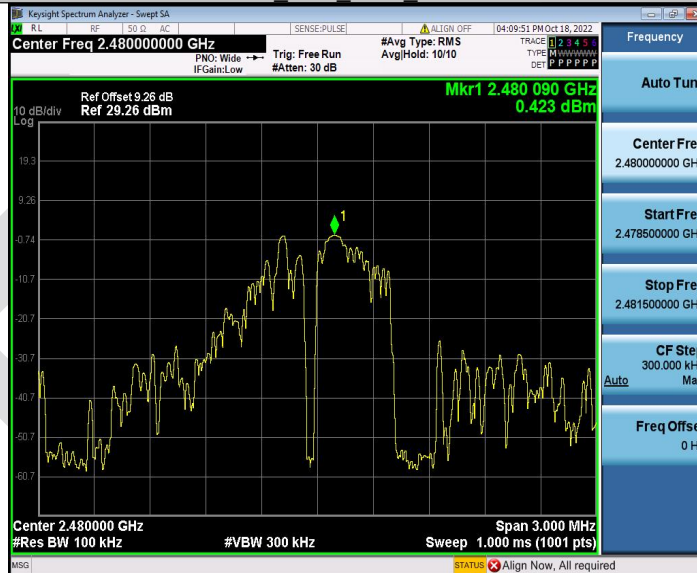 Keysight Spectrum Analyzer - Swept SA
RL RF 50 Ω AC SENSE:PULSE ALIGN OFF 04:09:51 PM Oct 18, 2022
Center Freq 2.480000000 GHz
PNO: Wide
IFGain:Low
Trig: Free Run
#Atten: 30 dB
#Avg Type: RMS
Avg|Hold: 10/10
TRACE 1 2 3 4 5 6
TYPE M WWWWW
DET P P P P P P
Mkr1 2.480 090 GHz
0.423 dBm
Ref Offset 9.26 dB
10 dB/div Ref 29.26 dBm
Log
1
19.3
9.26
-0.74
-10.7
-20.7
-30.7
-40.7
-50.7
-60.7
Center 2.480000 GHz Span 3.000 MHz
#Res BW 100 kHz #VBW 300 kHz Sweep 1.000 ms (1001 pts)
MSG STATUS Align Now, All required
Frequency
Auto Tun
Center Fre
2.480000000 GH
Start Fre
2.478500000 GH
Stop Fre
2.481500000 GH
CF Ste
300.000 kH
Auto Ma
Freq Offse
0 H